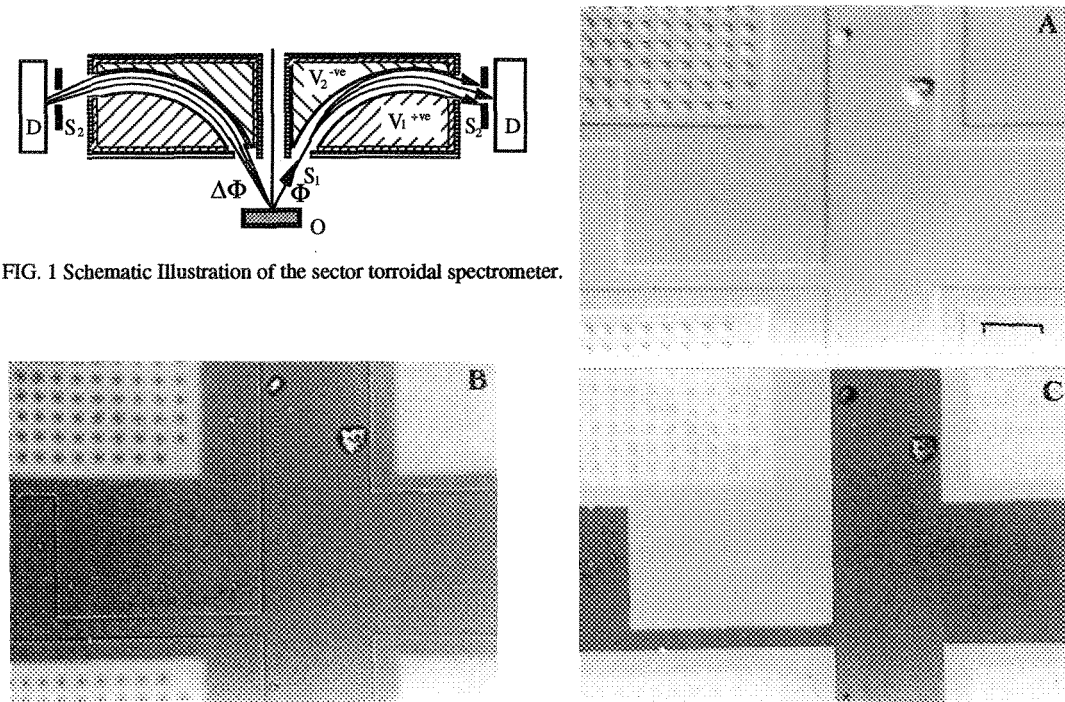 A
V₂ -ve
V₁ +ve
D
S₂
S₂
D
S₁
ΔΦ
Φ
O
FIG. 1 Schematic Illustration of the sector torroidal spectrometer.
B
C